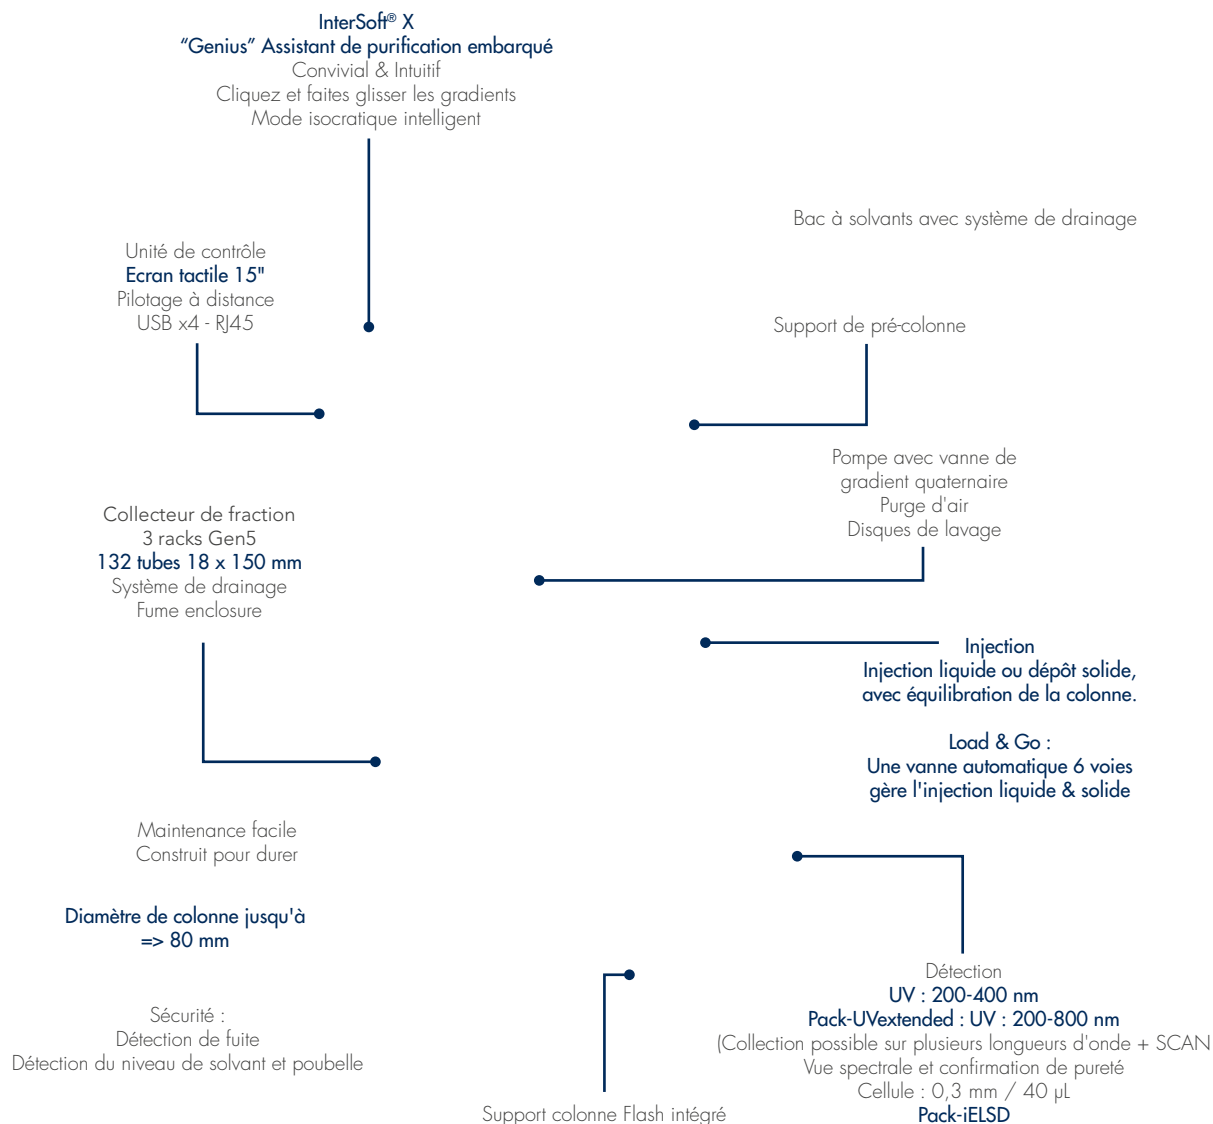 InterSoft® X
“Genius” Assistant de purification embarqué
Convivial & Intuitif
Cliquez et faites glisser les gradients
Mode isocratique intelligent
Bac à solvants avec système de drainage
Unité de contrôle
Ecran tactile 15"
Pilotage à distance
USB x4 - RJ45
Support de pré-colonne
Pompe avec vanne de
gradient quaternaire
Purge d'air
Disques de lavage
Collecteur de fraction
3 racks Gen5
132 tubes 18 x 150 mm
Système de drainage
Fume enclosure
Injection
Injection liquide ou dépôt solide,
avec équilibration de la colonne.
Load & Go :
Une vanne automatique 6 voies
gère l'injection liquide & solide
Maintenance facile
Construit pour durer
Diamètre de colonne jusqu'à
=> 80 mm
Sécurité :
Détection de fuite
Détection du niveau de solvant et poubelle
Détection
UV : 200-400 nm
Pack-UVextended : UV : 200-800 nm
(Collection possible sur plusieurs longueurs d'onde + SCAN
Vue spectrale et confirmation de pureté
Cellule : 0,3 mm / 40 µL
Pack-iELSD
Support colonne Flash intégré